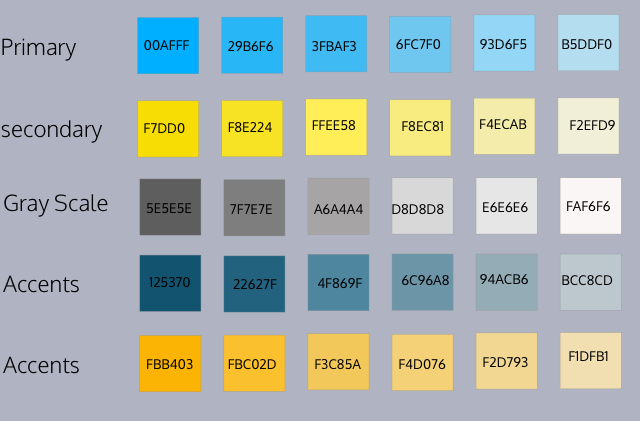 Primary 00AFFF 29B6F6 3FBAF3 6FC7F0 93D6F5 B5DDF0
secondary F7DD0 F8E224 FFEE58 F8EC81 F4ECAB F2EFD9
Gray Scale 5E5E5E 7F7E7E A6A4A4 D8D8D8 E6E6E6 FAF6F6
Accents 125370 22627F 4F869F 6C96A8 94ACB6 BCC8CD
Accents FBB403 FBC02D F3C85A F4D076 F2D793 F1DFB1